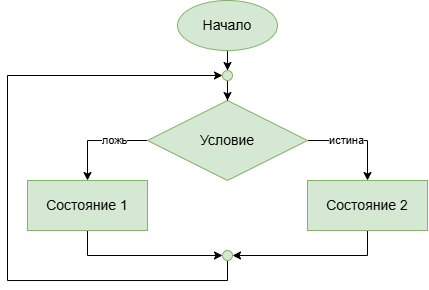 Начало
Условие
ложь
истина
Состояние 1
Состояние 2